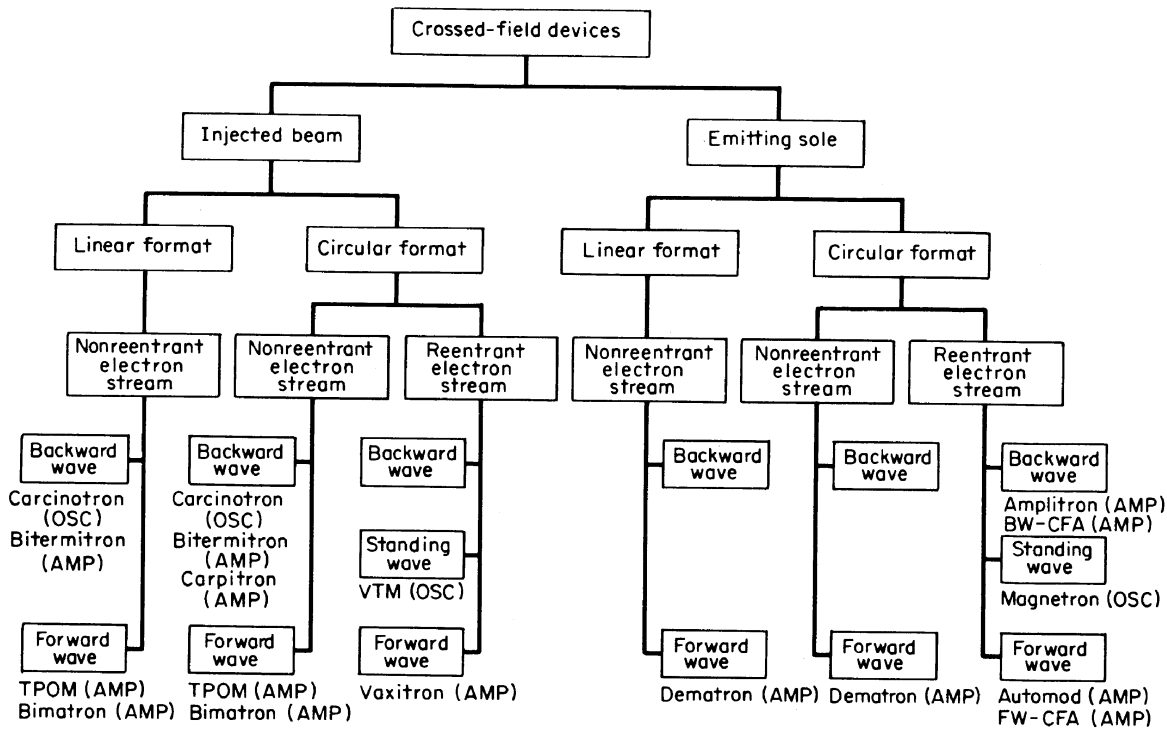 Crossed-field devices
Injected beam
Emitting sole
Linear format
Circular format
Linear format
Circular format
Nonreentrant
electron
stream
Nonreentrant
electron
stream
Reentrant
electron
stream
Nonreentrant
electron
stream
Nonreentrant
electron
stream
Reentrant
electron
stream
Backward
wave
Carcinotron
(OSC)
Bitermitron
(AMP)
Forward
wave
TPOM (AMP)
Bimatron (AMP)
Backward
wave
Carcinotron
(OSC)
Bitermitron
(AMP)
Carpitron
(AMP)
Forward
wave
TPOM (AMP)
Bimatron (AMP)
Backward
wave
Standing
wave
VTM (OSC)
Forward
wave
Vaxitron (AMP)
Backward
wave
Forward
wave
Dematron (AMP)
Backward
wave
Forward
wave
Dematron (AMP)
Backward
wave
Amplitron (AMP)
BW-CFA (AMP)
Standing
wave
Magnetron (OSC)
Forward
wave
Automod (AMP)
FW-CFA (AMP)